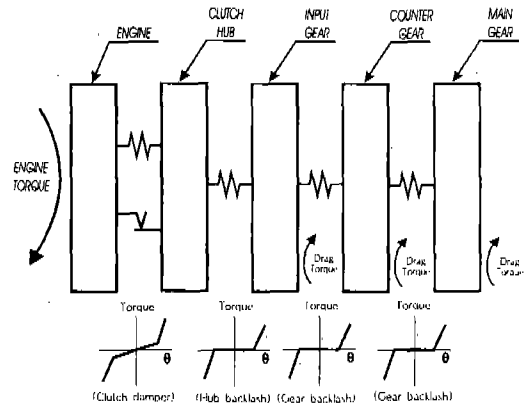 ENGINE
CLUTCH
HUB
INPUT
GEAR
COUNTER
GEAR
MAIN
GEAR
ENGINE
TORQUE
Drag
Torque
Drag
Torque
Drag
Torque
Torque
Torque
Torque
Torque
θ
θ
θ
θ
(Clutch damper)
(Hub backlash)
(Gear backlash)
(Gear backlash)